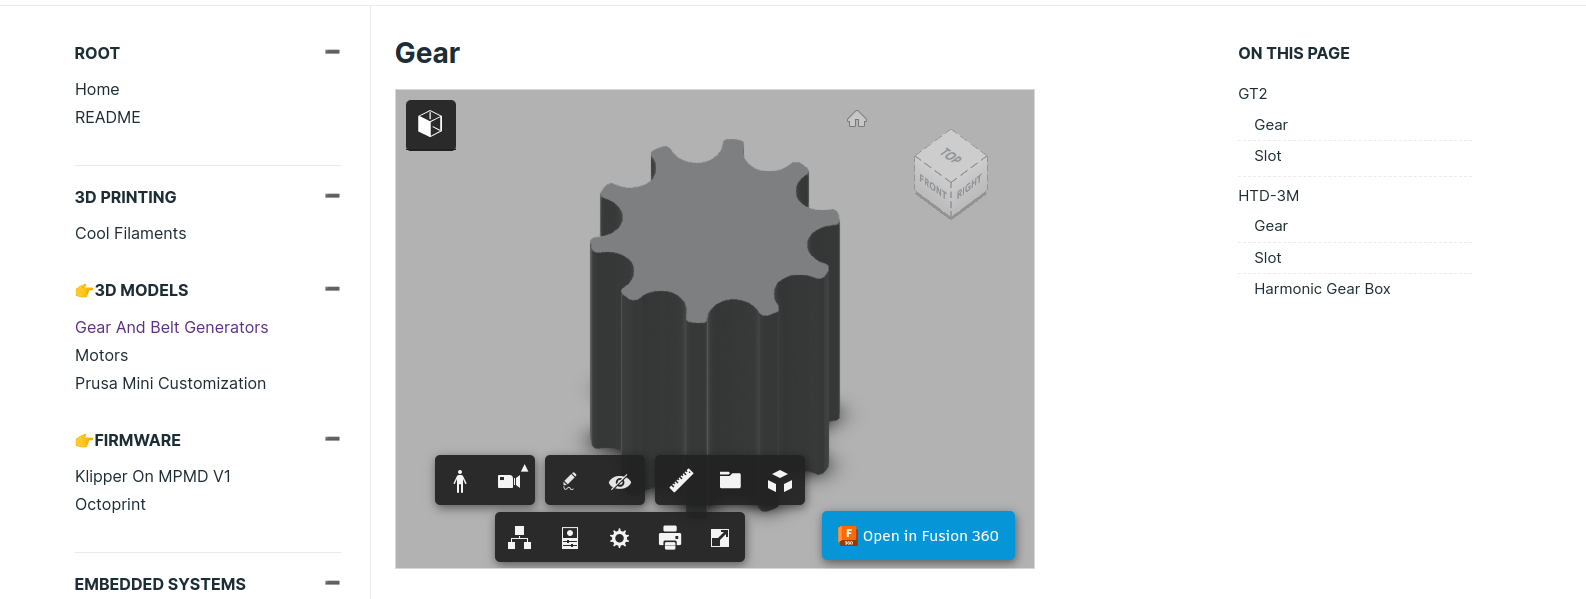 ROOT
Home
README
3D PRINTING
Cool Filaments
👉3D MODELS
Gear And Belt Generators
Motors
Prusa Mini Customization
👉FIRMWARE
Klipper On MPMD V1
Octoprint
EMBEDDED SYSTEMS
Gear
TOP
FRONT
RIGHT
F
360
Open in Fusion 360
ON THIS PAGE
GT2
Gear
Slot
HTD-3M
Gear
Slot
Harmonic Gear Box